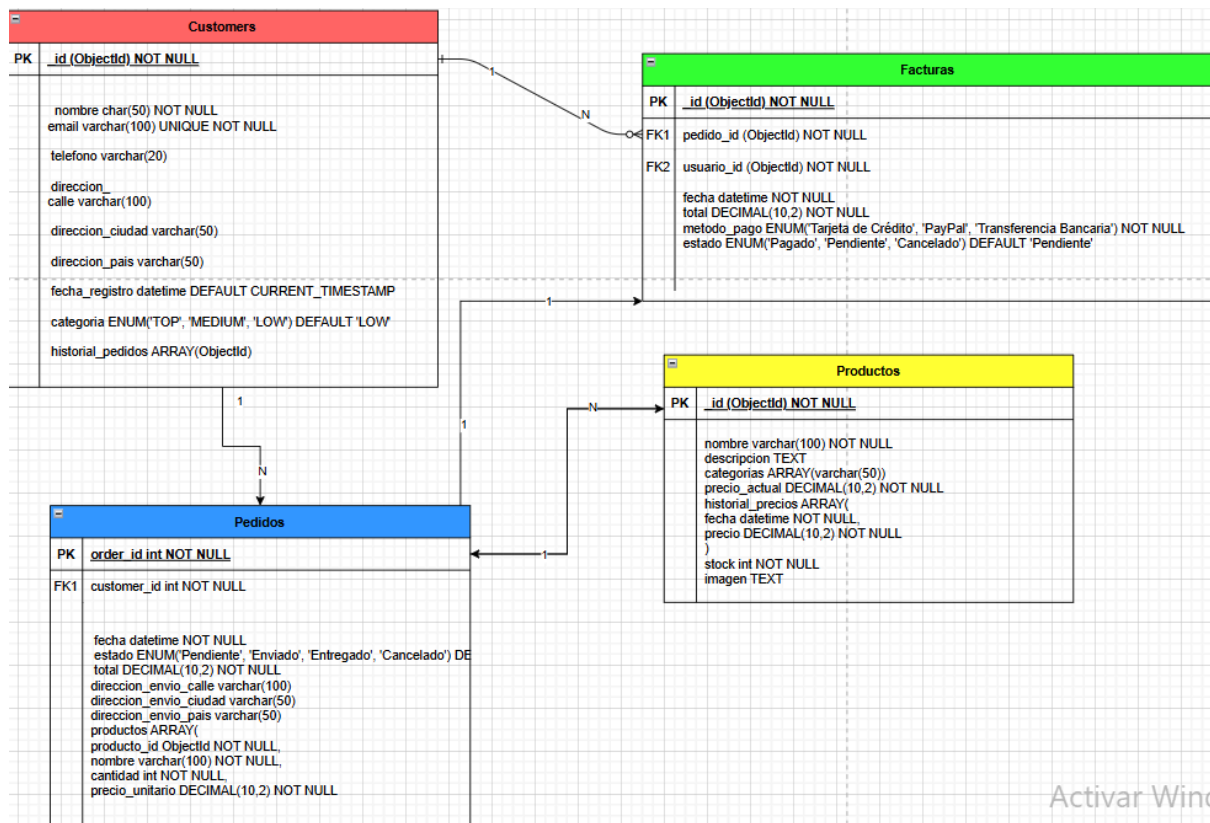 Customers
PK _id (ObjectId) NOT NULL
nombre char(50) NOT NULL
email varchar(100) UNIQUE NOT NULL
telefono varchar(20)
direccion_
calle varchar(100)
direccion_ciudad varchar(50)
direccion_pais varchar(50)
fecha_registro datetime DEFAULT CURRENT_TIMESTAMP
categoria ENUM('TOP', 'MEDIUM', 'LOW') DEFAULT 'LOW'
historial_pedidos ARRAY(ObjectId)
1
N
Facturas
PK _id (ObjectId) NOT NULL
FK1 pedido_id (ObjectId) NOT NULL
FK2 usuario_id (ObjectId) NOT NULL
fecha datetime NOT NULL
total DECIMAL(10,2) NOT NULL
metodo_pago ENUM('Tarjeta de Crédito', 'PayPal', 'Transferencia Bancaria') NOT NULL
estado ENUM('Pagado', 'Pendiente', 'Cancelado') DEFAULT 'Pendiente'
1
1
1
N
Productos
PK _id (ObjectId) NOT NULL
nombre varchar(100) NOT NULL
descripcion TEXT
categorias ARRAY(varchar(50))
precio_actual DECIMAL(10,2) NOT NULL
historial_precios ARRAY(
fecha datetime NOT NULL,
precio DECIMAL(10,2) NOT NULL
)
stock int NOT NULL
imagen TEXT
N
1
Pedidos
PK order_id int NOT NULL
FK1 customer_id int NOT NULL
fecha datetime NOT NULL
estado ENUM('Pendiente', 'Enviado', 'Entregado', 'Cancelado') DE
total DECIMAL(10,2) NOT NULL
direccion_envio_calle varchar(100)
direccion_envio_ciudad varchar(50)
direccion_envio_pais varchar(50)
productos ARRAY(
producto_id ObjectId NOT NULL,
nombre varchar(100) NOT NULL,
cantidad int NOT NULL,
precio_unitario DECIMAL(10,2) NOT NULL
Activar Wind